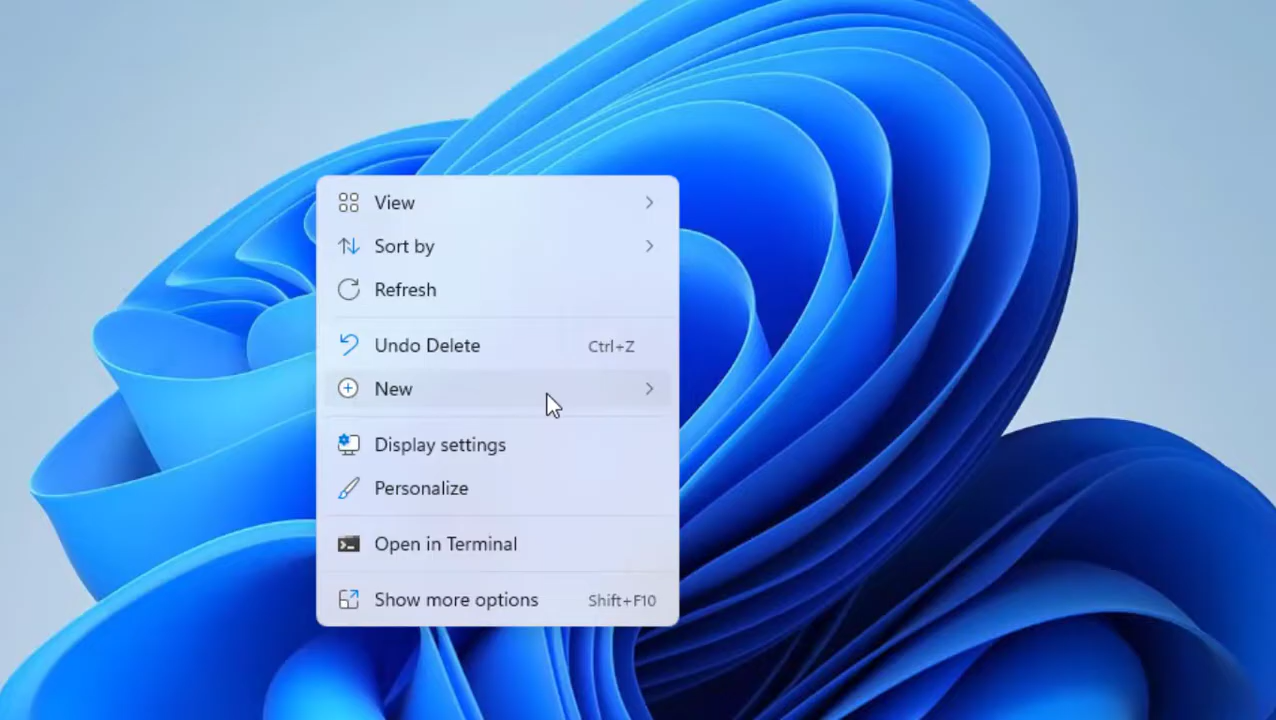 View
Sort by
Refresh
Undo Delete Ctrl+Z
New
Display settings
Personalize
Open in Terminal
Show more options Shift+F10